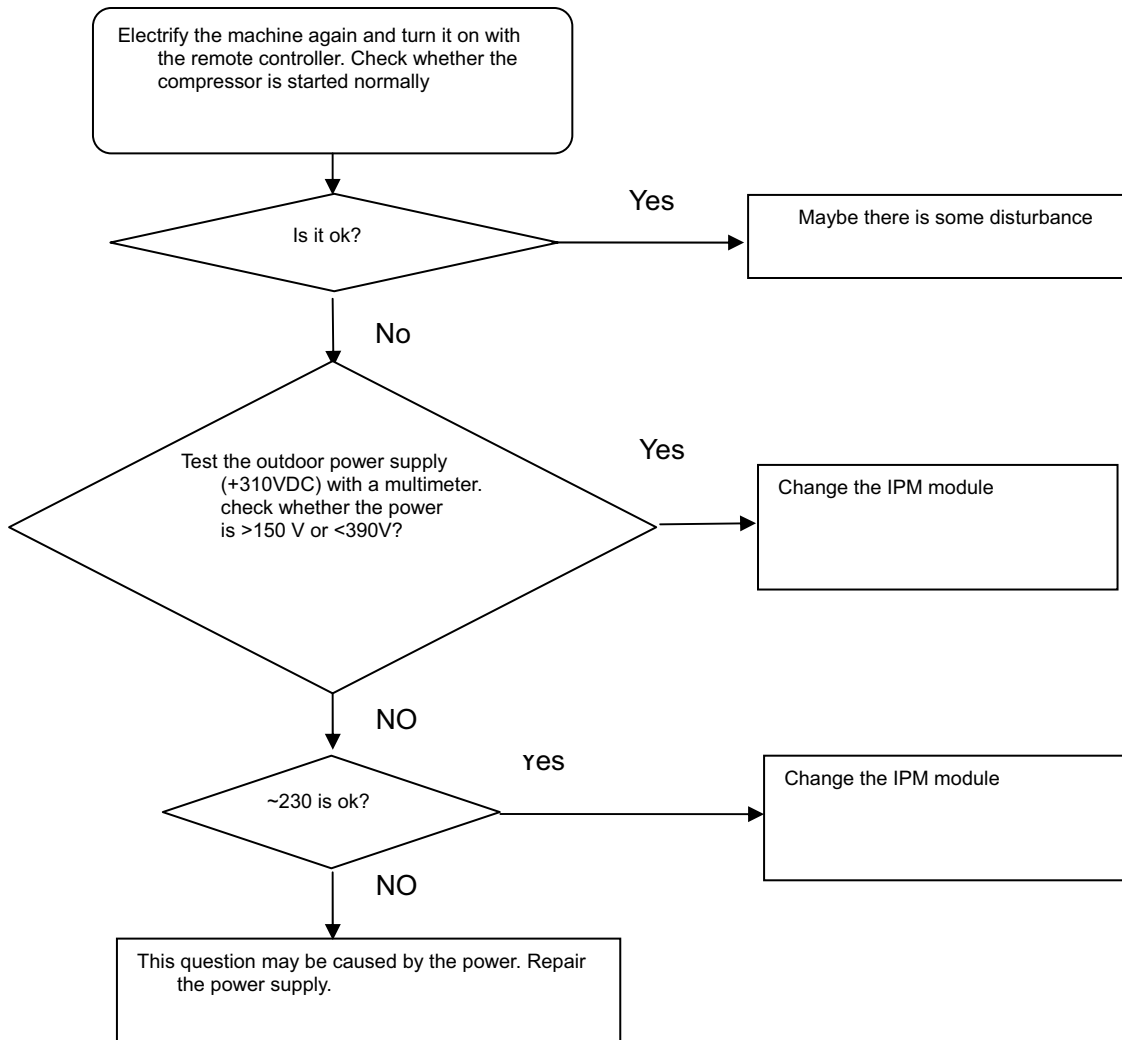 Electrify the machine again and turn it on with
the remote controller. Check whether the
compressor is started normally
Yes
Is it ok?
Maybe there is some disturbance
No
Yes
Test the outdoor power supply
(+310VDC) with a multimeter.
check whether the power
is >150 V or <390V?
Change the IPM module
NO
Yes
~230 is ok?
Change the IPM module
NO
This question may be caused by the power. Repair
the power supply.